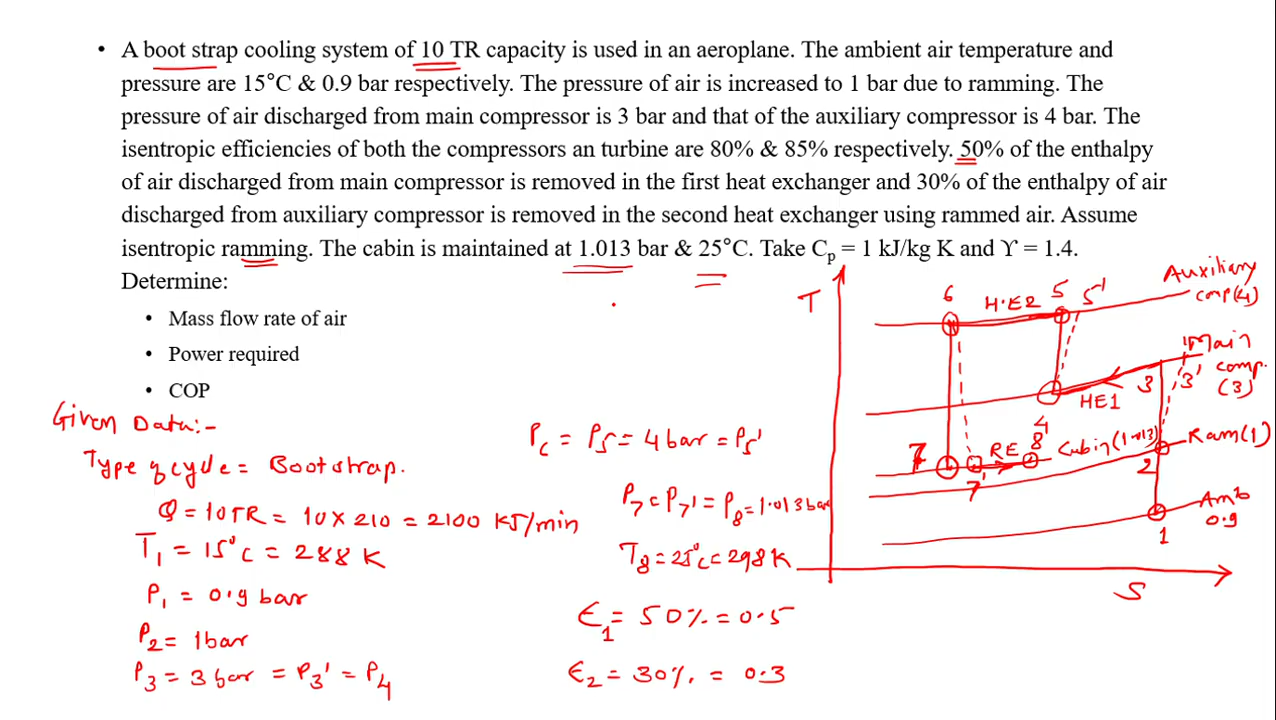 • A boot strap cooling system of 10 TR capacity is used in an aeroplane. The ambient air temperature and
pressure are 15°C & 0.9 bar respectively. The pressure of air is increased to 1 bar due to ramming. The
pressure of air discharged from main compressor is 3 bar and that of the auxiliary compressor is 4 bar. The
isentropic efficiencies of both the compressors an turbine are 80% & 85% respectively. 50% of the enthalpy
of air discharged from main compressor is removed in the first heat exchanger and 30% of the enthalpy of air
discharged from auxiliary compressor is removed in the second heat exchanger using rammed air. Assume
isentropic ramming. The cabin is maintained at 1.013 bar & 25°C. Take Cp = 1 kJ/kg K and ϒ = 1.4.
Determine:
• Mass flow rate of air
• Power required
• COP
Given Data:-
Type of cycle = Bootstrap.
Q = 10TR = 10 x 210 = 2100 KJ/min
T1 = 15°C = 288 K
P1 = 0.9 bar
P2 = 1bar
P3 = 3 bar = P3' = P4
Pc = P5 = 4 bar = P5'
P7 = P7' = P8 = 1.013 bar
T8 = 25°C = 298 K
ϵ1 = 50% = 0.5
ϵ2 = 30% = 0.3
T
6
H.E2
5
5'
Auxiliary
comp(4)
Main
comp.
(3)
3
3'
HE1
4
8
Cabin(1.013)
Ram(1)
7
RE
7'
2
Amb
0.9
1
S